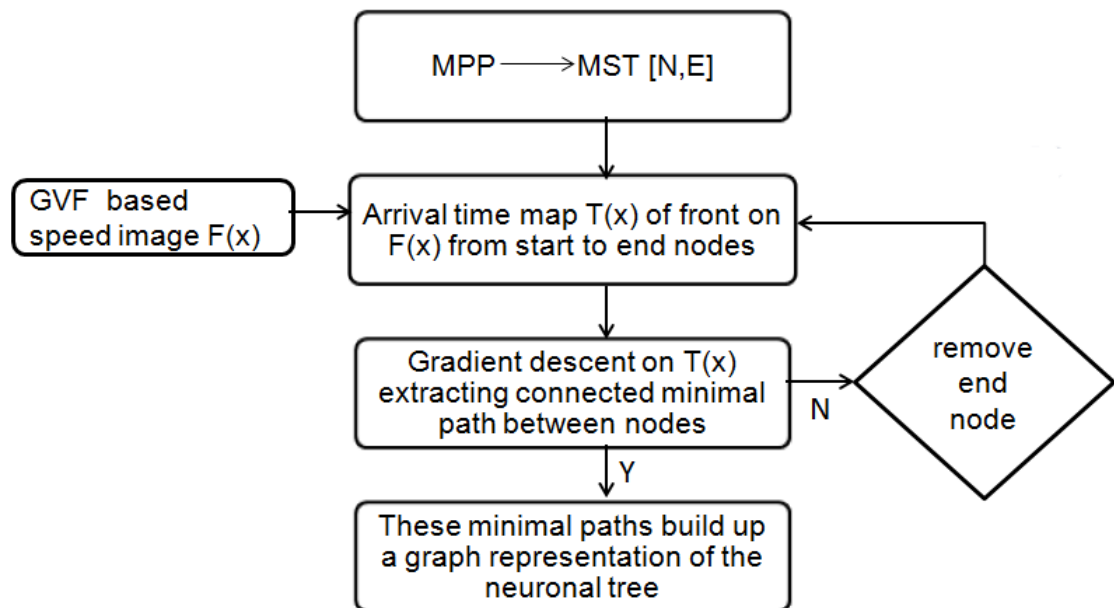 MPP ⟶ MST [N,E]
GVF based
speed image F(x)
Arrival time map T(x) of front on
F(x) from start to end nodes
Gradient descent on T(x)
extracting connected minimal
path between nodes
N
remove
end
node
Y
These minimal paths build up
a graph representation of the
neuronal tree